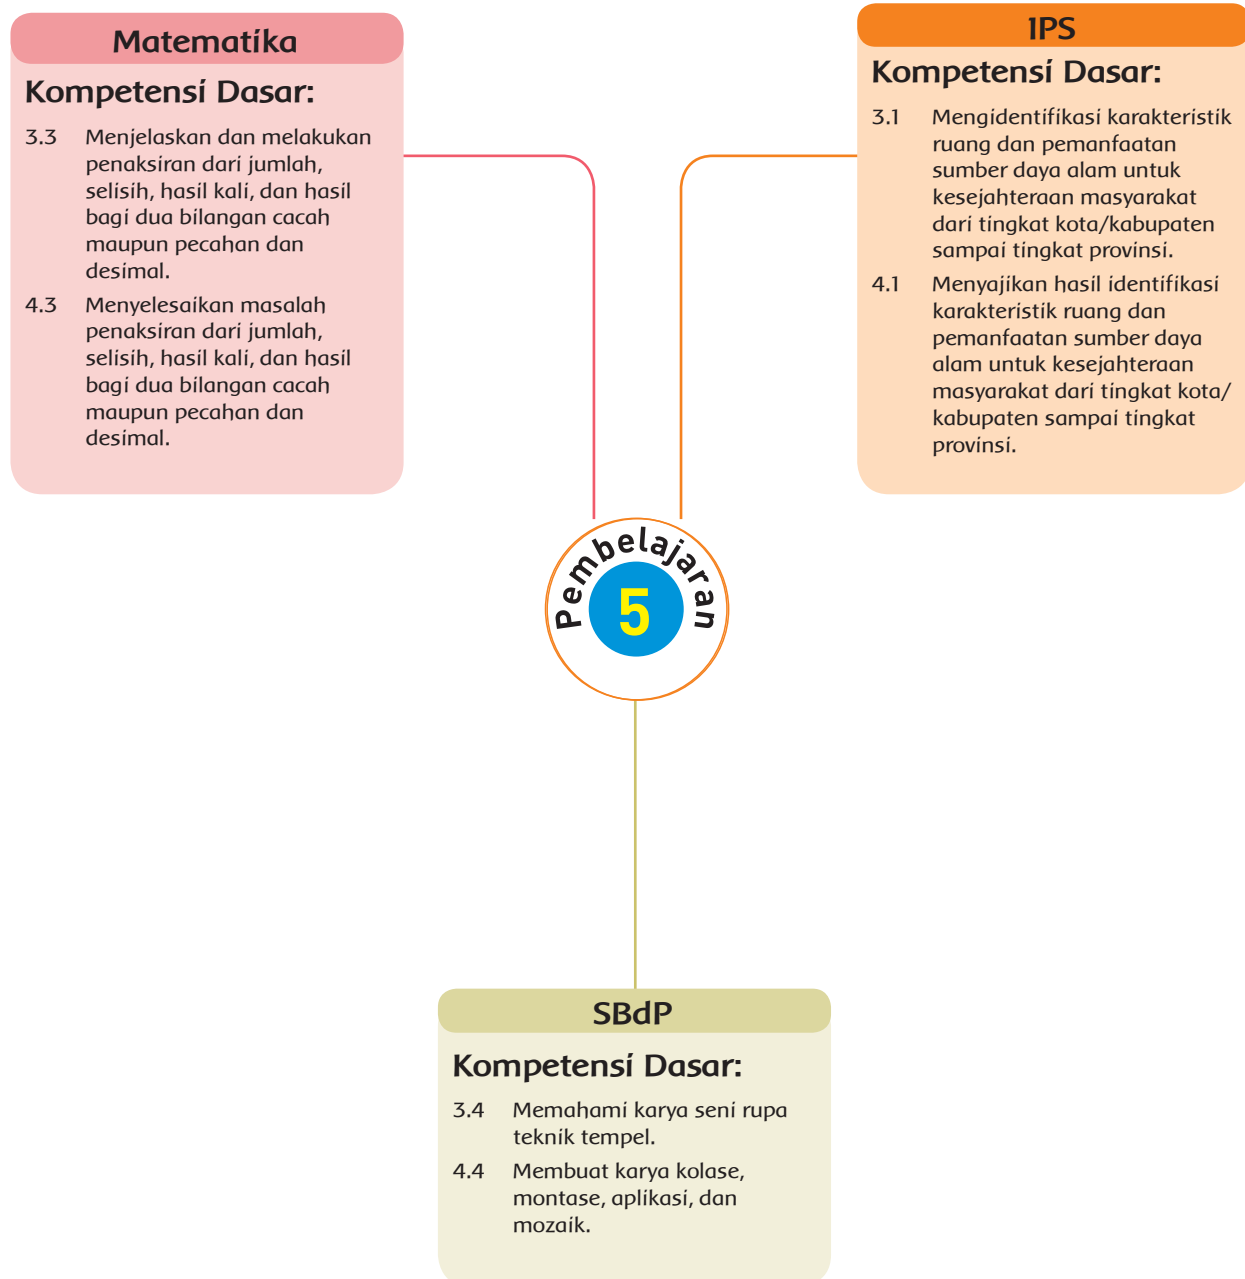 Matematika
Kompetensi Dasar:
3.3 Menjelaskan dan melakukan
penaksiran dari jumlah,
selisih, hasil kali, dan hasil
bagi dua bilangan cacah
maupun pecahan dan
desimal.
4.3 Menyelesaikan masalah
penaksiran dari jumlah,
selisih, hasil kali, dan hasil
bagi dua bilangan cacah
maupun pecahan dan
desimal.
IPS
Kompetensi Dasar:
3.1 Mengidentifikasi karakteristik
ruang dan pemanfaatan
sumber daya alam untuk
kesejahteraan masyarakat
dari tingkat kota/kabupaten
sampai tingkat provinsi.
4.1 Menyajikan hasil identifikasi
karakteristik ruang dan
pemanfaatan sumber daya
alam untuk kesejahteraan
masyarakat dari tingkat kota/
kabupaten sampai tingkat
provinsi.
Pembelajaran
5
SBdP
Kompetensi Dasar:
3.4 Memahami karya seni rupa
teknik tempel.
4.4 Membuat karya kolase,
montase, aplikasi, dan
mozaik.